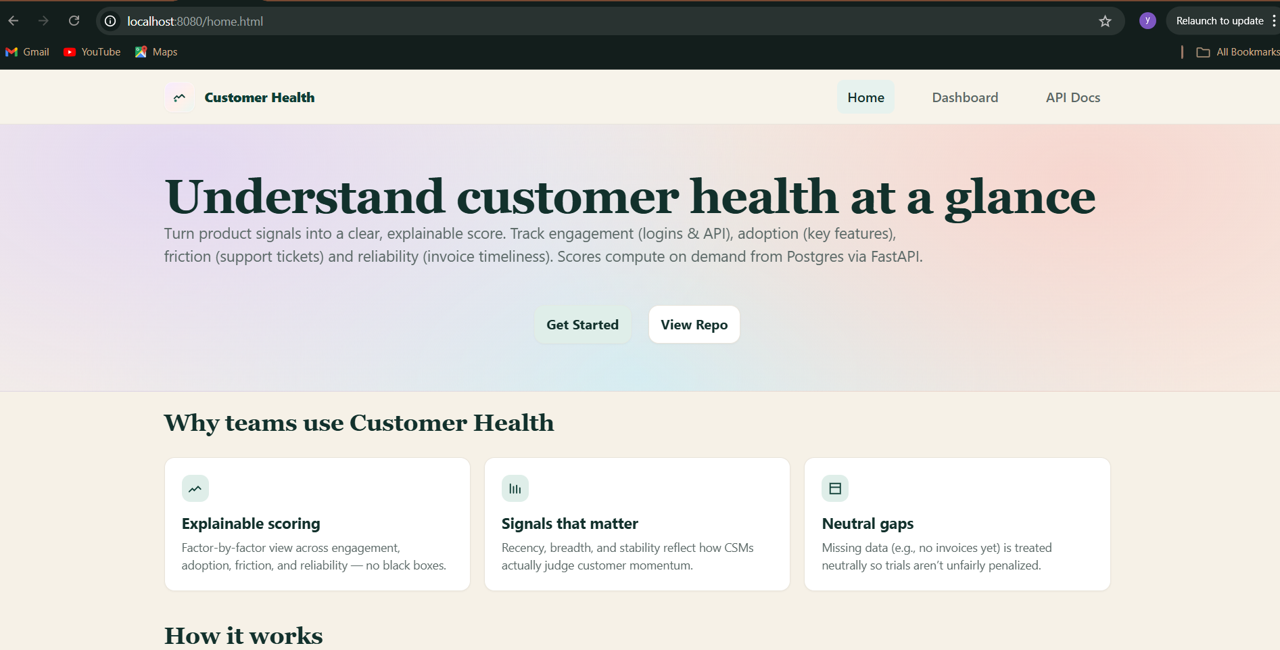 localhost:8080/home.html
y
Relaunch to update
Gmail
YouTube
Maps
All Bookmarks
Customer Health
Home
Dashboard
API Docs
Understand customer health at a glance
Turn product signals into a clear, explainable score. Track engagement (logins & API), adoption (key features),
friction (support tickets) and reliability (invoice timeliness). Scores compute on demand from Postgres via FastAPI.
Get Started
View Repo
Why teams use Customer Health
Explainable scoring
Factor-by-factor view across engagement,
adoption, friction, and reliability — no black boxes.
Signals that matter
Recency, breadth, and stability reflect how CSMs
actually judge customer momentum.
Neutral gaps
Missing data (e.g., no invoices yet) is treated
neutrally so trials aren't unfairly penalized.
How it works